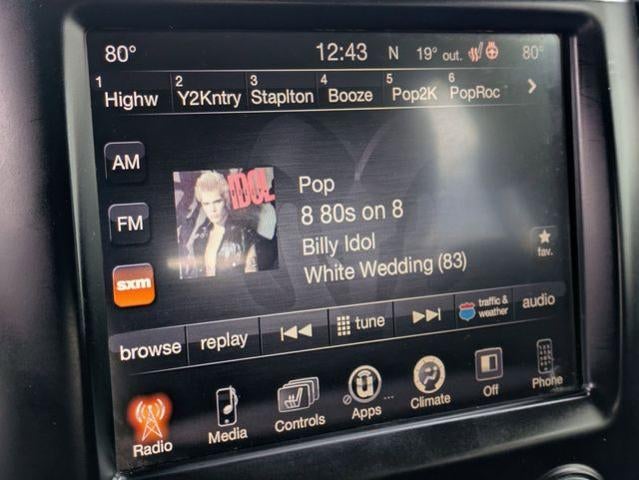 80° 12:43 N 19° out. 80°
1 Highw 2 Y2Kntry 3 Staplton 4 Booze 5 Pop2K 6 PopRoc
AM
FM
sxm
IDOL
Pop
8 80s on 8
Billy Idol
White Wedding (83)
fav.
browse replay tune traffic & weather audio
Radio Media Controls Apps ... Climate Off Phone